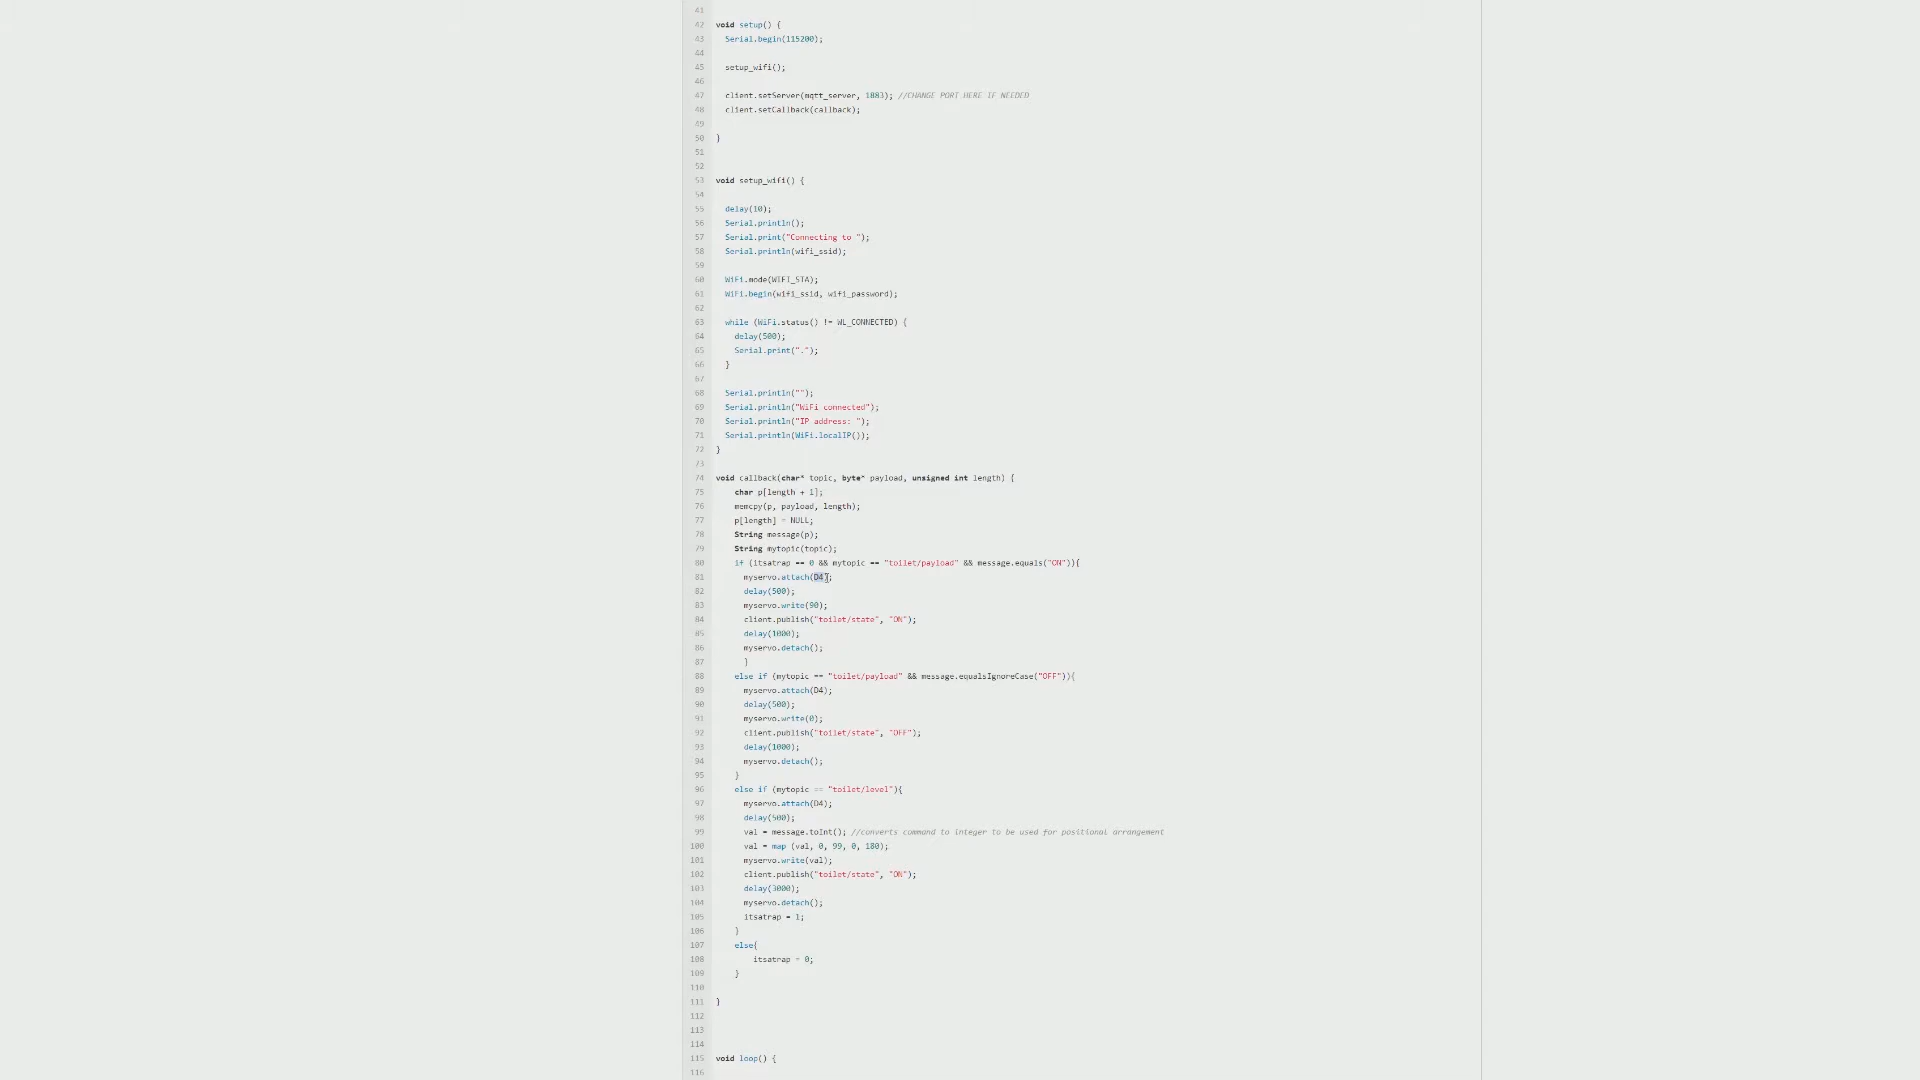 41
42 void setup() {
43 Serial.begin(115200);
44
45 setup_wifi();
46
47 client.setServer(mqtt_server, 1883); //CHANGE PORT HERE IF NEEDED
48 client.setCallback(callback);
49
50 }
51
52
53 void setup_wifi() {
54
55 delay(10);
56 Serial.println();
57 Serial.print("Connecting to ");
58 Serial.println(wifi_ssid);
59
60 WiFi.mode(WIFI_STA);
61 WiFi.begin(wifi_ssid, wifi_password);
62
63 while (WiFi.status() != WL_CONNECTED) {
64 delay(500);
65 Serial.print(".");
66 }
67
68 Serial.println("");
69 Serial.println("WiFi connected");
70 Serial.println("IP address: ");
71 Serial.println(WiFi.localIP());
72 }
73
74 void callback(char* topic, byte* payload, unsigned int length) {
75 char p[length + 1];
76 memcpy(p, payload, length);
77 p[length] = NULL;
78 String message(p);
79 String mytopic(topic);
80 if (itsatrap == 0 && mytopic == "toilet/payload" && message.equals("ON")){
81 myservo.attach(D4);
82 delay(500);
83 myservo.write(90);
84 client.publish("toilet/state", "ON");
85 delay(1000);
86 myservo.detach();
87 }
88 else if (mytopic == "toilet/payload" && message.equalsIgnoreCase("OFF")){
89 myservo.attach(D4);
90 delay(500);
91 myservo.write(0);
92 client.publish("toilet/state", "OFF");
93 delay(1000);
94 myservo.detach();
95 }
96 else if (mytopic == "toilet/level"){
97 myservo.attach(D4);
98 delay(500);
99 val = message.toInt(); //converts command to integer to be used for positional arrangement
100 val = map (val, 0, 99, 0, 180);
101 myservo.write(val);
102 client.publish("toilet/state", "ON");
103 delay(3000);
104 myservo.detach();
105 itsatrap = 1;
106 }
107 else{
108 itsatrap = 0;
109 }
110
111 }
112
113
114
115 void loop() {
116